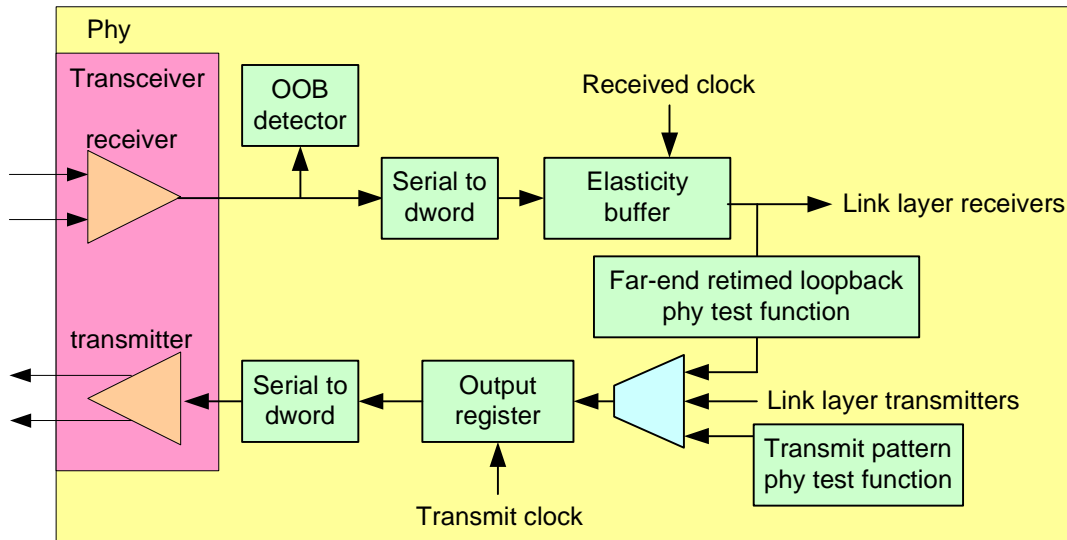 Phy
Transceiver
receiver
OOB
detector
Received clock
Serial to
dword
Elasticity
buffer
Link layer receivers
Far-end retimed loopback
phy test function
transmitter
Serial to
dword
Output
register
Link layer transmitters
Transmit pattern
phy test function
Transmit clock